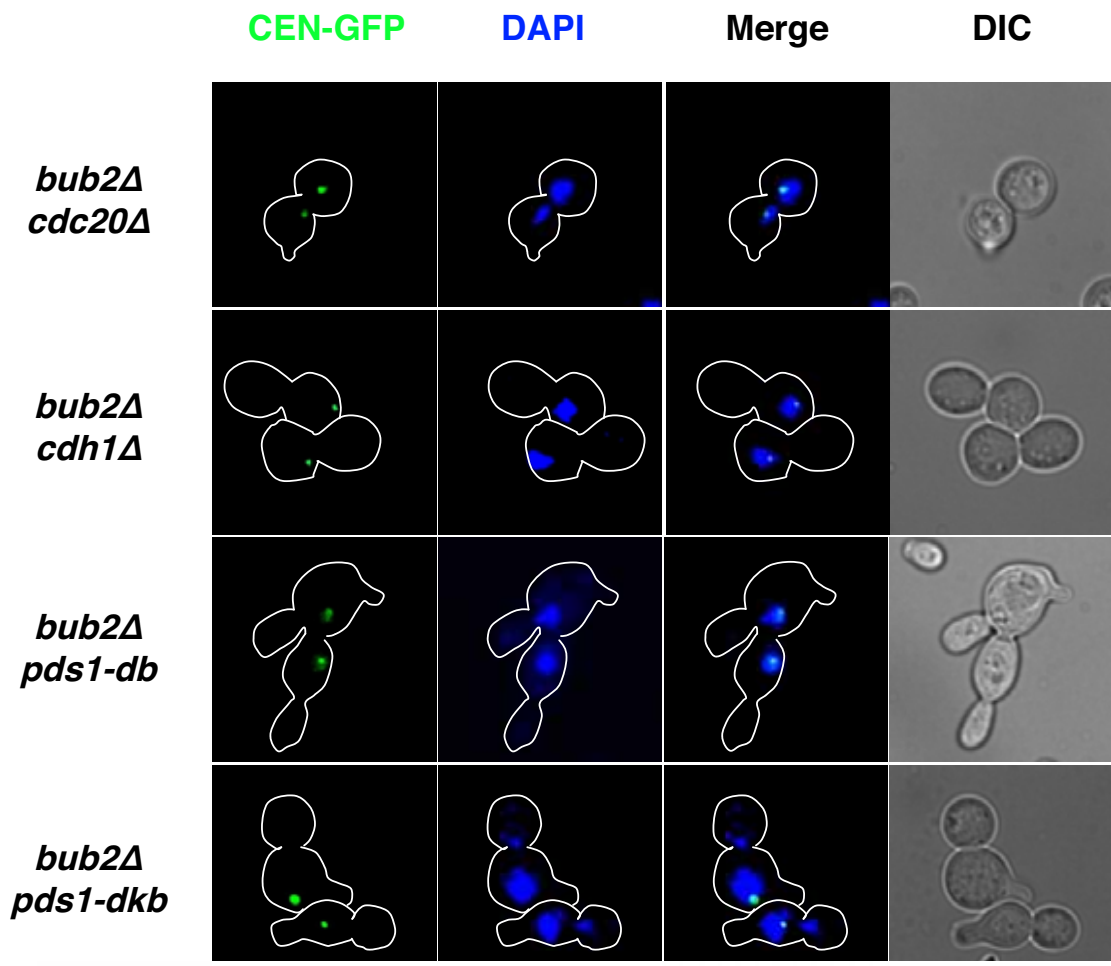 CEN-GFP DAPI Merge DIC
bub2Δ
cdc20Δ
bub2Δ
cdh1Δ
bub2Δ
pds1-db
bub2Δ
pds1-dkb